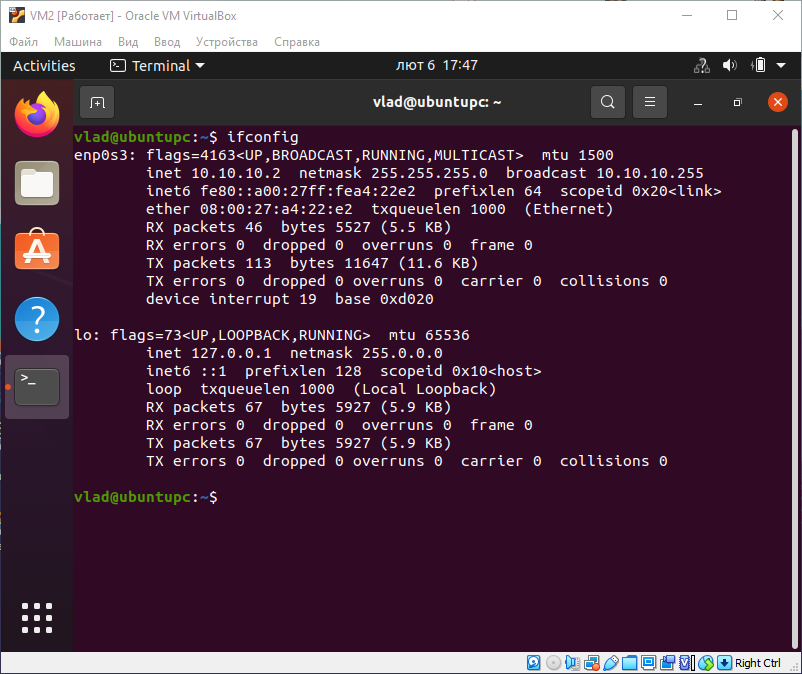 VM2 [Работает] - Oracle VM VirtualBox
Файл Машина Вид Ввод Устройства Справка
Activities Terminal лют 6 17:47
vlad@ubuntupc: ~
vlad@ubuntupc:~$ ifconfig
enp0s3: flags=4163<UP,BROADCAST,RUNNING,MULTICAST>  mtu 1500
        inet 10.10.10.2  netmask 255.255.255.0  broadcast 10.10.10.255
        inet6 fe80::a00:27ff:fea4:22e2  prefixlen 64  scopeid 0x20<link>
        ether 08:00:27:a4:22:e2  txqueuelen 1000  (Ethernet)
        RX packets 46  bytes 5527 (5.5 KB)
        RX errors 0  dropped 0  overruns 0  frame 0
        TX packets 113  bytes 11647 (11.6 KB)
        TX errors 0  dropped 0 overruns 0  carrier 0  collisions 0
        device interrupt 19  base 0xd020
lo: flags=73<UP,LOOPBACK,RUNNING>  mtu 65536
        inet 127.0.0.1  netmask 255.0.0.0
        inet6 ::1  prefixlen 128  scopeid 0x10<host>
        loop  txqueuelen 1000  (Local Loopback)
        RX packets 67  bytes 5927 (5.9 KB)
        RX errors 0  dropped 0  overruns 0  frame 0
        TX packets 67  bytes 5927 (5.9 KB)
        TX errors 0  dropped 0 overruns 0  carrier 0  collisions 0
vlad@ubuntupc:~$
Right Ctrl